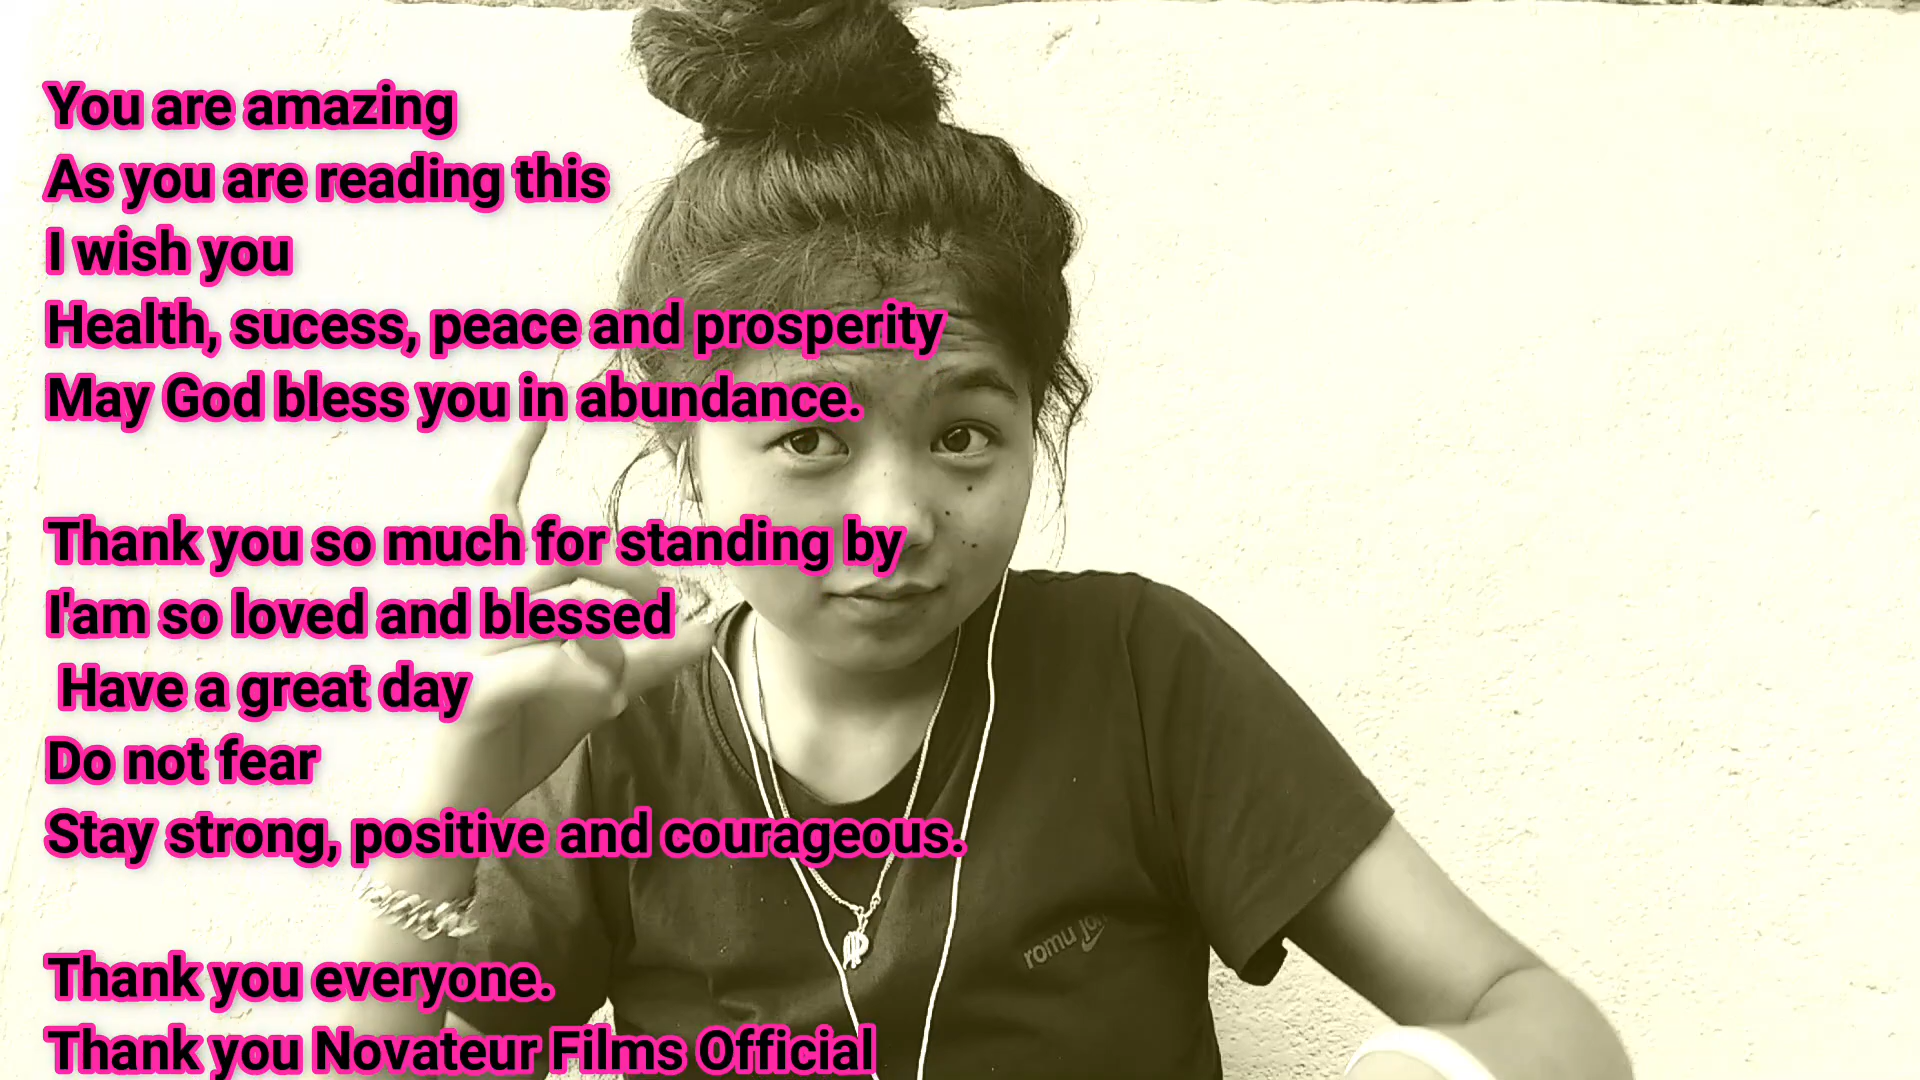 You are amazing
As you are reading this
I wish you
Health, sucess, peace and prosperity
May God bless you in abundance.
Thank you so much for standing by
I'am so loved and blessed
Have a great day
Do not fear
Stay strong, positive and courageous.
romu
Thank you everyone.
Thank you Novateur Films Official